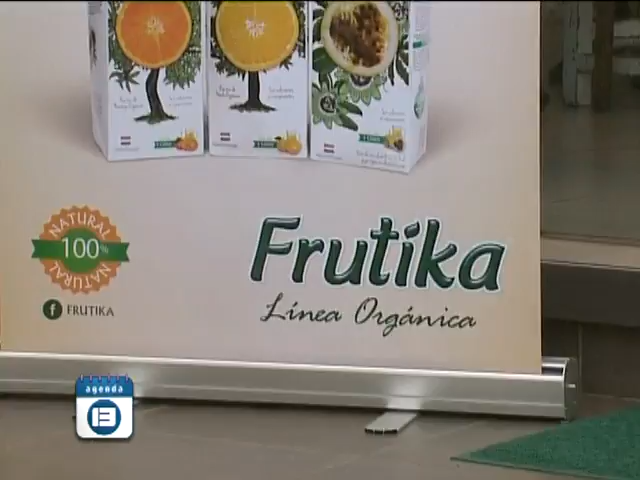 NATURAL
100%
NATURAL
FRUTIKA
Frutika
Línea Orgánica
agenda